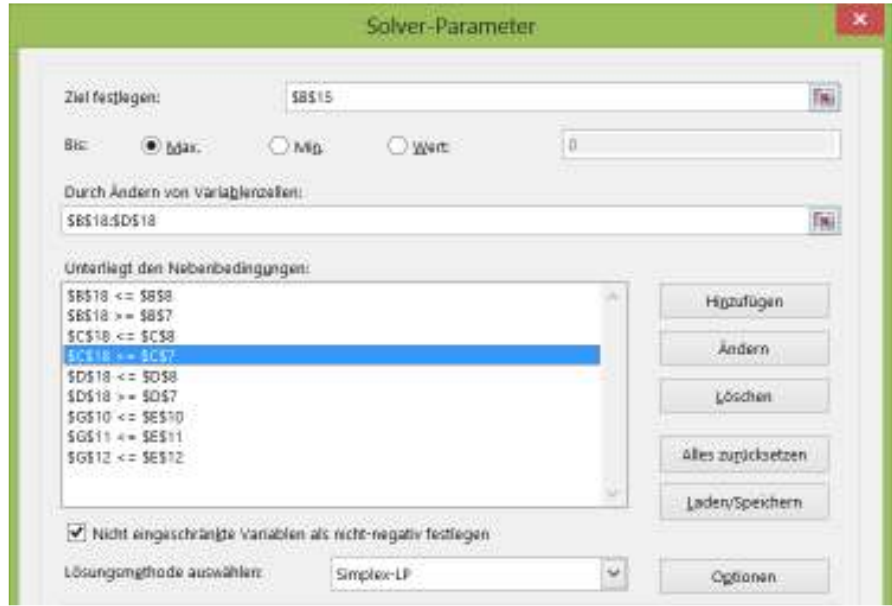 Solver-Parameter
Ziel festlegen: $B$15
Bis: Max. Min. Wert: 0
Durch Ändern von Variablenzellen:
$B$18:$D$18
Unterliegt den Nebenbedingungen:
$B$18 <= $B$8
$B$18 >= $B$7
$C$18 <= $C$8
$C$18 >= $C$7
$D$18 <= $D$8
$D$18 >= $D$7
$G$10 <= $E$10
$G$11 <= $E$11
$G$12 <= $E$12
Hinzufügen
Ändern
Löschen
Alles zurücksetzen
Laden/Speichern
Nicht eingeschränkte Variablen als nicht-negativ festlegen
Lösungsmethode auswählen: Simplex-LP Optionen